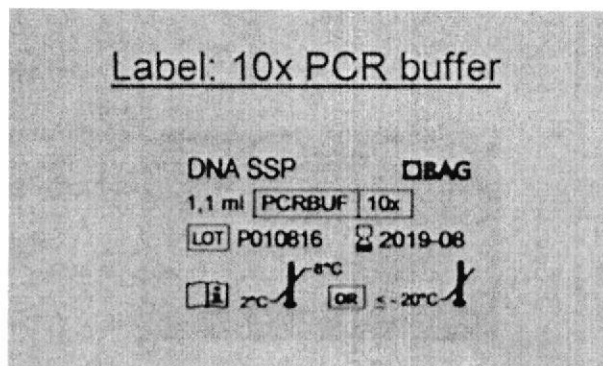 Label: 10x PCR buffer
DNA SSP BAG
1,1 ml PCRBUF 10x
LOT P010816 2019-08
i 2°C 8°C OR ≤ -20°C